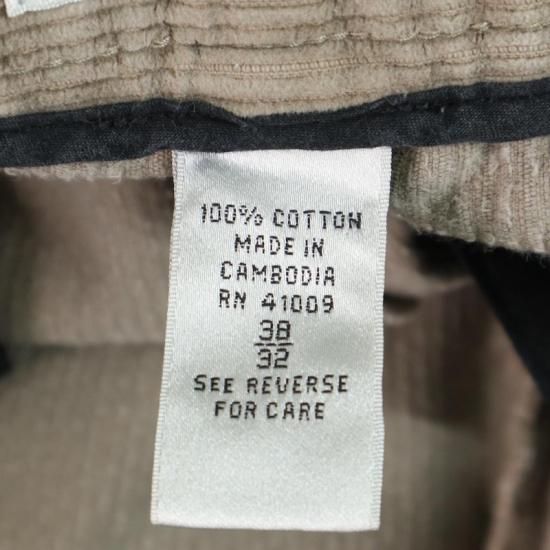 100% COTTON
MADE IN
CAMBODIA
RN 41009
38
32
SEE REVERSE
FOR CARE